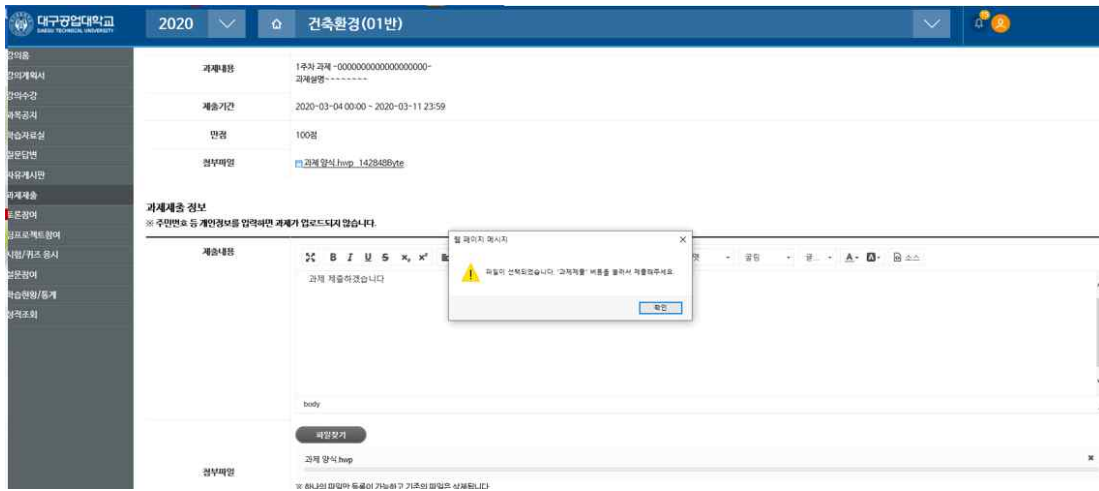 대구공업대학교
DAEGU TECHNICAL UNIVERSITY
2020
건축환경(01반)
강의홈
강의계획서
강의수강
과목공지
학습자료실
질문답변
자유게시판
과제제출
토론참여
팀프로젝트참여
시험/퀴즈 응시
설문참여
학습현황/통계
성적조회
과제내용
1주차 과제 -0000000000000000000-
과제설명~~~~~~~~
제출기간
2020-03-04 00:00 ~ 2020-03-11 23:59
만점
100점
첨부파일
과제 양식.hwp 142848Byte
과제제출 정보
※ 주민번호 등 개인정보를 입력하면 과제가 업로드되지 않습니다.
제출내용
B I U S x₂ x²
굴림
글...
A
A
소스
과제 제출하겠습니다
웹 페이지 메시지
파일이 선택되었습니다. '과제제출' 버튼을 눌러서 제출해주세요.
확인
body
파일찾기
첨부파일
과제 양식.hwp
※ 하나의 파일만 등록이 가능하고 기존의 파일은 삭제됩니다